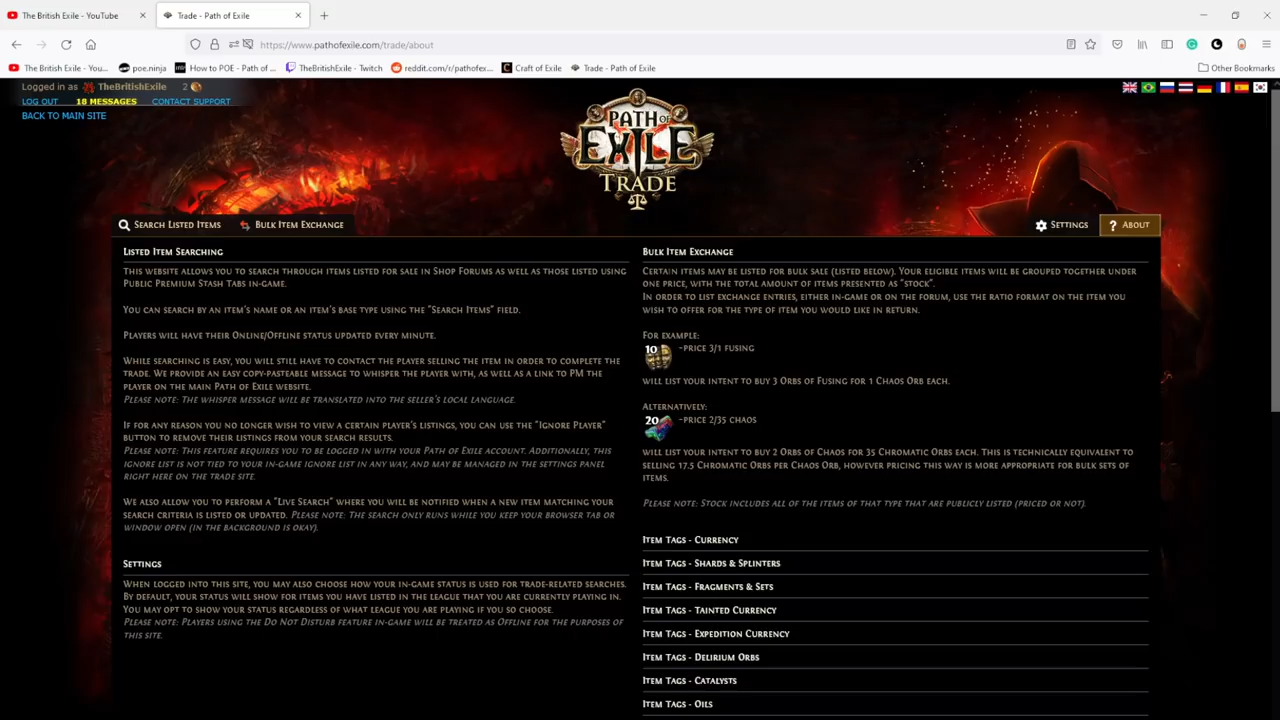 The British Exile - YouTube
Trade - Path of Exile
https://www.pathofexile.com/trade/about
The British Exile - You...
poe.ninja
How to POE - Path of ...
TheBritishExile - Twitch
reddit.com/r/pathofex...
Craft of Exile
Trade - Path of Exile
Other Bookmarks
Logged in as TheBritishExile 2
LOG OUT 18 MESSAGES CONTACT SUPPORT
BACK TO MAIN SITE
PATH OF
EXILE
TRADE
Search Listed Items
Bulk Item Exchange
Settings
? About
Listed Item Searching
This website allows you to search through items listed for sale in Shop Forums as well as those listed using
Public Premium Stash Tabs in-game.
You can search by an item's name or an item's base type using the "Search Items" field.
Players will have their Online/Offline status updated every minute.
While searching is easy, you will still have to contact the player selling the item in order to complete the
trade. We provide an easy copy-pasteable message to whisper the player with, as well as a link to PM the
player on the main Path of Exile website.
Please note: The whisper message will be translated into the seller's local language.
If for any reason you no longer wish to view a certain player's listings, you can use the "Ignore Player"
button to remove their listings from your search results.
Please note: This feature requires you to be logged in with your Path of Exile account. Additionally, this
ignore list is not tied to your in-game ignore list in any way, and may be managed in the settings panel
right here on the trade site.
We also allow you to perform a "Live Search" where you will be notified when a new item matching your
search criteria is listed or updated. Please note: The search only runs while you keep your browser tab or
window open (in the background is okay).
Settings
When logged into this site, you may also choose how your in-game status is used for trade-related searches.
By default, your status will show for items you have listed in the league that you are currently playing in.
You may opt to show your status regardless of what league you are playing if you so choose.
Please note: Players using the Do Not Disturb feature in-game will be treated as Offline for the purposes of
this site.
Bulk Item Exchange
Certain items may be listed for bulk sale (listed below). Your eligible items will be grouped together under
one price, with the total amount of items presented as "stock".
In order to list exchange entries, either in-game or on the forum, use the ratio format on the item you
wish to offer for the type of item you would like in return.
For example:
10 ~price 3/1 fusing
will list your intent to buy 3 Orbs of Fusing for 1 Chaos Orb each.
Alternatively:
20 ~price 2/35 chaos
will list your intent to buy 2 Orbs of Chaos for 35 Chromatic Orbs each. This is technically equivalent to
selling 17.5 Chromatic Orbs per Chaos Orb, however pricing this way is more appropriate for bulk sets of
items.
Please note: Stock includes all of the items of that type that are publicly listed (priced or not).
Item Tags - Currency
Item Tags - Shards & Splinters
Item Tags - Fragments & Sets
Item Tags - Tainted Currency
Item Tags - Expedition Currency
Item Tags - Delirium Orbs
Item Tags - Catalysts
Item Tags - Oils